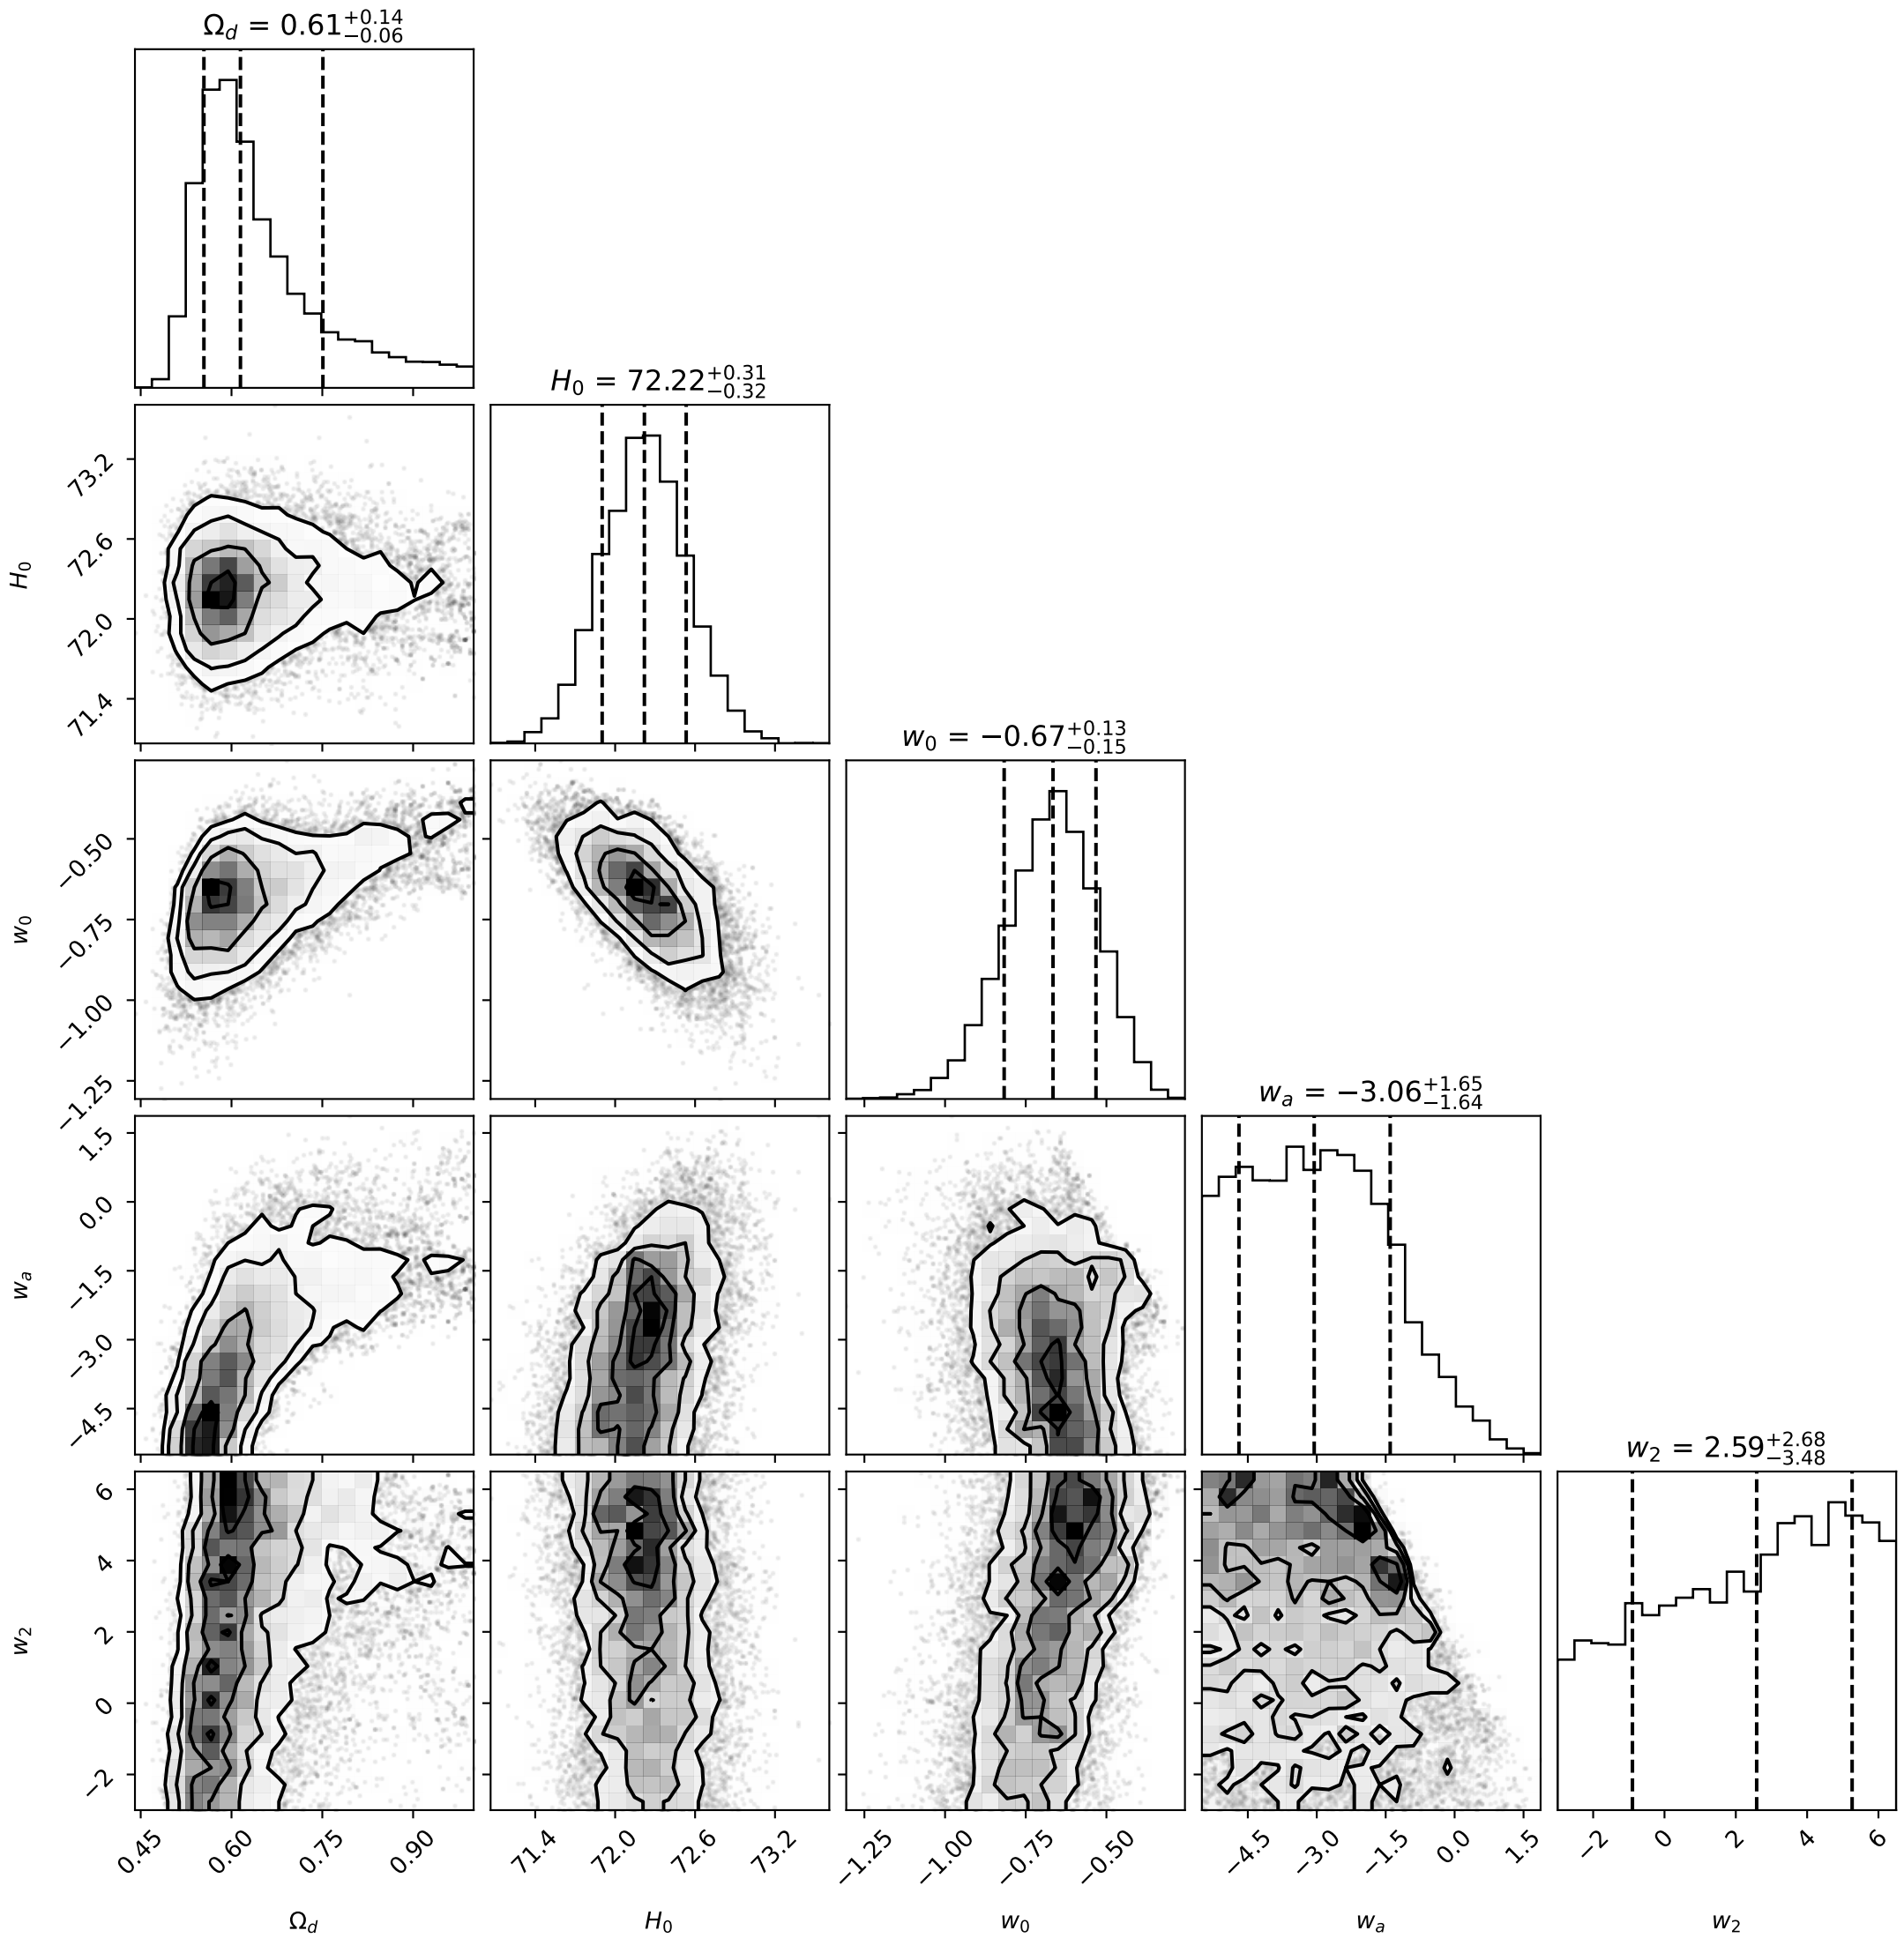 Ω_d = 0.61^{+0.14}_{−0.06}
H_0 = 72.22^{+0.31}_{−0.32}
73.2
72.6
72.0
71.4
H_0
w_0 = −0.67^{+0.13}_{−0.15}
−0.50
−0.75
−1.00
−1.25
w_0
w_a = −3.06^{+1.65}_{−1.64}
1.5
0.0
−1.5
−3.0
−4.5
w_a
w_2 = 2.59^{+2.68}_{−3.48}
6
4
2
0
−2
w_2
0.45 0.60 0.75 0.90
71.4 72.0 72.6 73.2
−1.25 −1.00 −0.75 −0.50
−4.5 −3.0 −1.5 0.0 1.5
−2 0 2 4 6
Ω_d H_0 w_0 w_a w_2